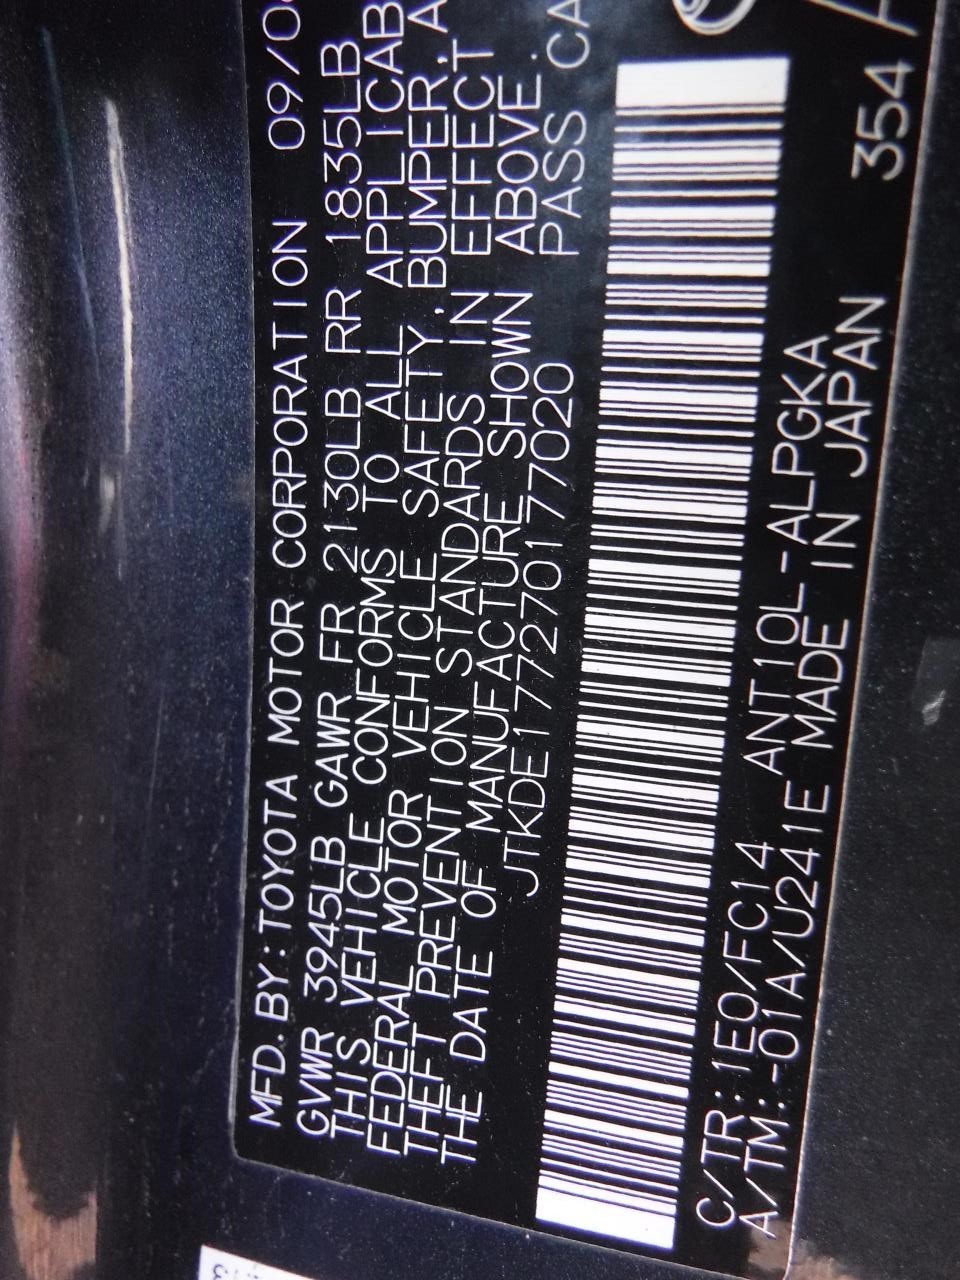 MFD.BY:TOYOTA MOTOR CORPORATION 09/0
GVWR 3945LB GAWR FR 2130LB RR 1835LB
THIS VEHICLE CONFORMS TO ALL APPLICAB
FEDERAL MOTOR VEHICLE SAFETY,BUMPER,A
THEFT PREVENTION STANDARDS IN EFFECT
THE DATE OF MANUFACTURE SHOWN ABOVE.
JTKDE177270177020 PASS CA
C/TR:1E0/FC14 ANT10L-ALPGKA
A/TM:-01A/U241E MADE IN JAPAN 354